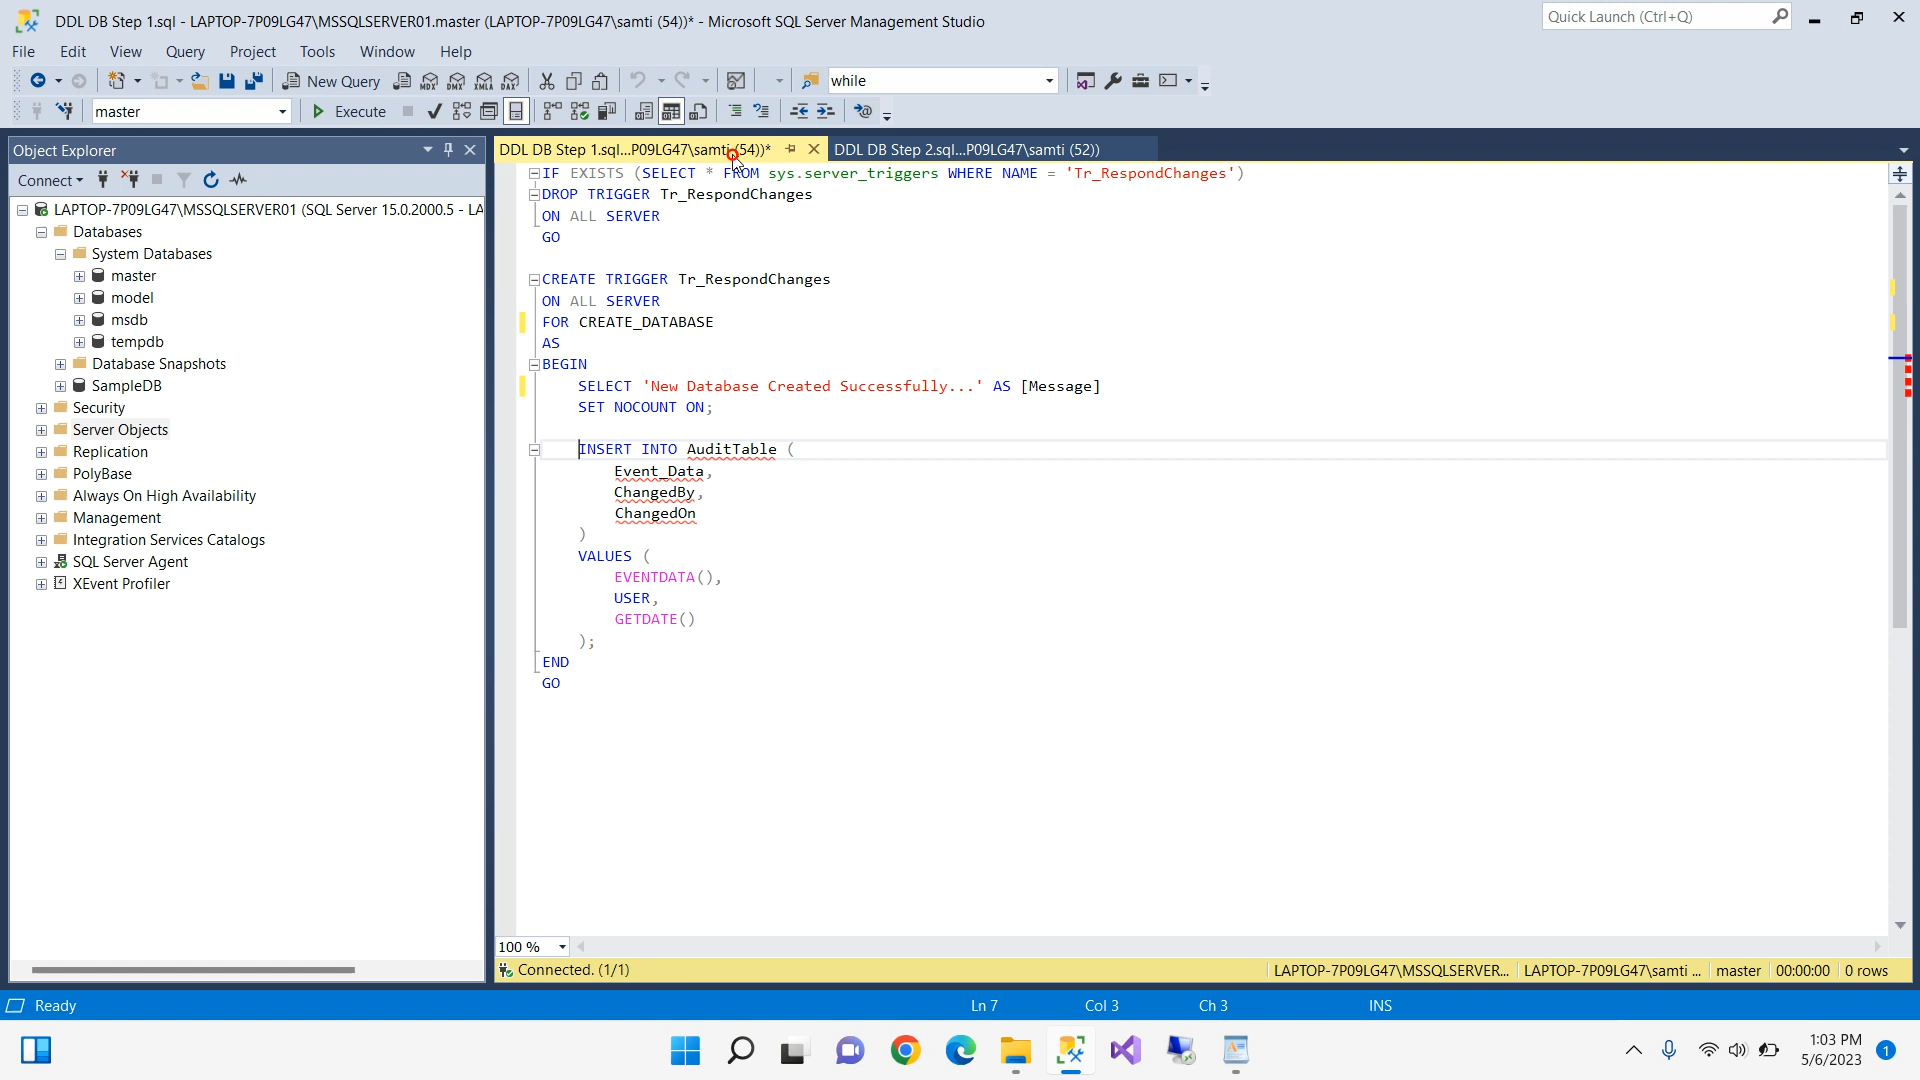 DDL DB Step 1.sql - LAPTOP-7P09LG47\MSSQLSERVER01.master (LAPTOP-7P09LG47\samti (54))* - Microsoft SQL Server Management Studio
Quick Launch (Ctrl+Q)
File Edit View Query Project Tools Window Help
New Query
MDX DMX XMLA DAX
while
master
Execute
Object Explorer
DDL DB Step 1.sql...P09LG47\samti (54))*
DDL DB Step 2.sql...P09LG47\samti (52))
Connect
LAPTOP-7P09LG47\MSSQLSERVER01 (SQL Server 15.0.2000.5 - LA
Databases
System Databases
master
model
msdb
tempdb
Database Snapshots
SampleDB
Security
Server Objects
Replication
PolyBase
Always On High Availability
Management
Integration Services Catalogs
SQL Server Agent
XEvent Profiler
IF EXISTS (SELECT * FROM sys.server_triggers WHERE NAME = 'Tr_RespondChanges')
DROP TRIGGER Tr_RespondChanges
ON ALL SERVER
GO
CREATE TRIGGER Tr_RespondChanges
ON ALL SERVER
FOR CREATE_DATABASE
AS
BEGIN
SELECT 'New Database Created Successfully...' AS [Message]
SET NOCOUNT ON;
INSERT INTO AuditTable (
Event_Data,
ChangedBy,
ChangedOn
)
VALUES (
EVENTDATA(),
USER,
GETDATE()
);
END
GO
100 %
Connected. (1/1)
LAPTOP-7P09LG47\MSSQLSERVER...
LAPTOP-7P09LG47\samti ...
master
00:00:00
0 rows
Ready
Ln 7
Col 3
Ch 3
INS
1:03 PM
5/6/2023
1